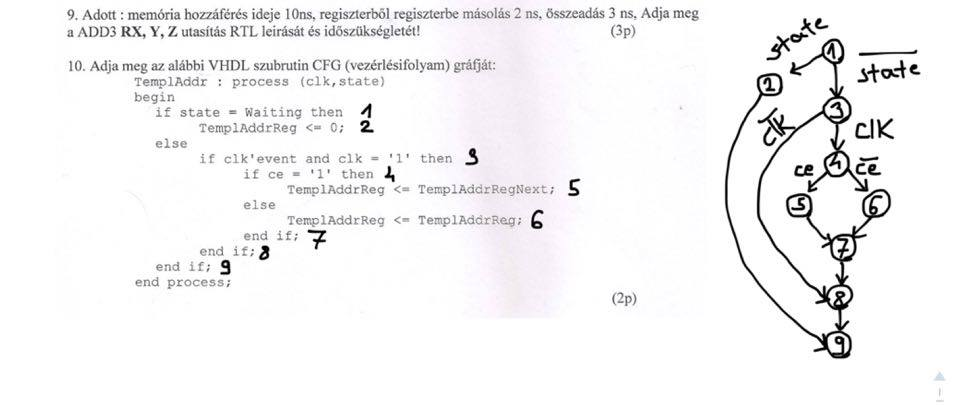 9. Adott : memória hozzáférés ideje 10ns, regiszterből regiszterbe másolás 2 ns, összeadás 3 ns, Adja meg
a ADD3 RX, Y, Z utasítás RTL leírását és időszükségletét! (3p)
10. Adja meg az alábbi VHDL szubrutin CFG (vezérlésifolyam) gráfját:
TemplAddr : process (clk,state)
begin
if state = Waiting then 1
TemplAddrReg <= 0; 2
else
if clk'event and clk = '1' then 3
if ce = '1' then 4
TemplAddrReg <= TemplAddrRegNext; 5
else
TemplAddrReg <= TemplAddrReg; 6
end if; 7
end if; 8
end if; 9
end process;
(2p)
state 1 state
2
3
clk clk
ce 4 ce
5 6
7
8
9